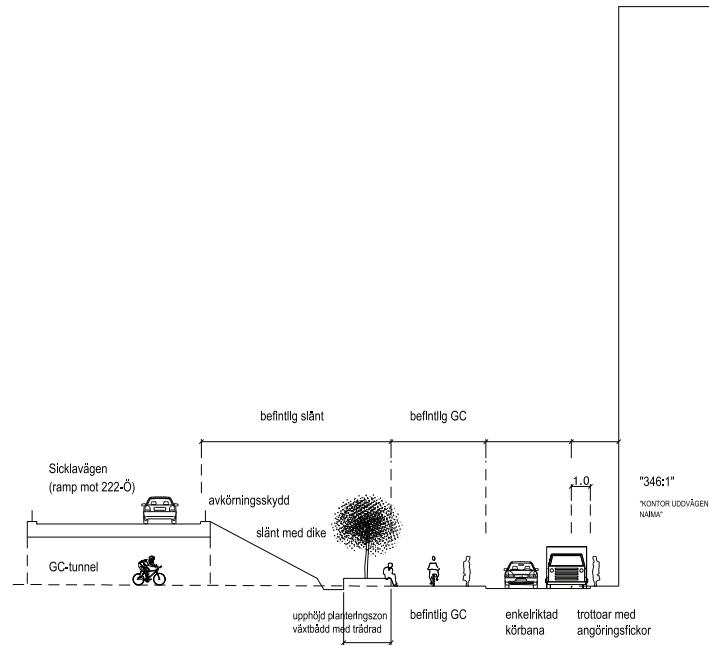 befintlig slänt
befintlig GC
Sicklavägen
(ramp mot 222-Ö)
avkörningsskydd
1.0
"346:1"
"KONTOR UDDVÄGEN
NAIMA"
slänt med dike
GC-tunnel
upphöjd planteringszon
växtbädd med trädrad
befintlig GC
enkelriktad
körbana
trottoar med
angöringsfickor